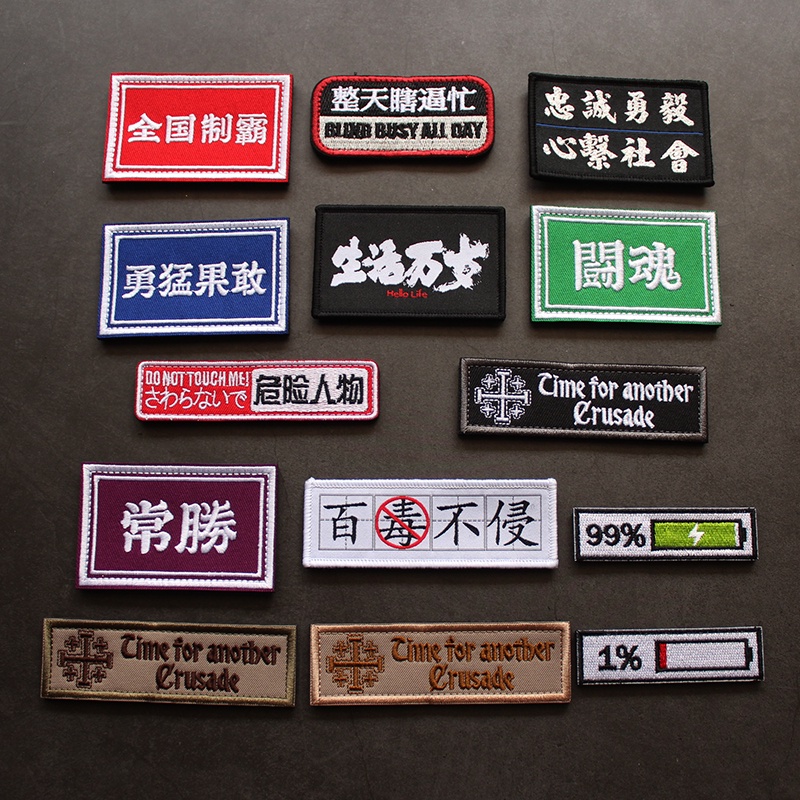 全国制霸
整天瞎逼忙
BLIND BUSY ALL DAY
忠誠勇毅
心繫社會
勇猛果敢
生活万岁
Hello Life
闘魂
DO NOT TOUCH ME!
さわらないで
危险人物
Time for another
Crusade
常勝
百毒不侵
99%
Time for another
Crusade
Time for another
Crusade
1%